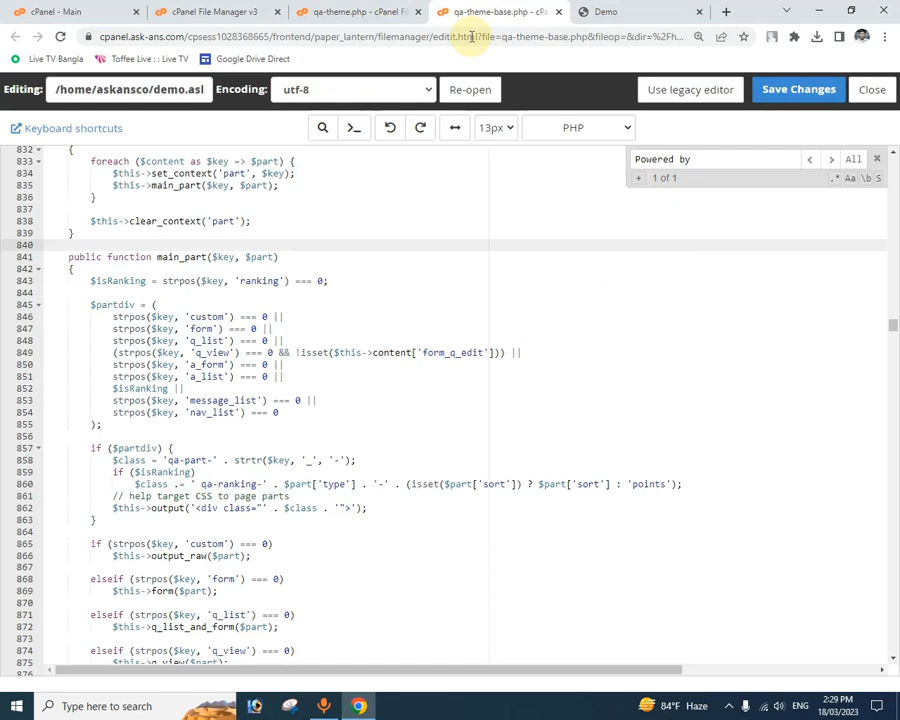 cPanel - Main
cPanel File Manager v3
qa-theme.php - cPanel F
qa-theme-base.php - cPa
Demo
cpanel.ask-ans.com/cpsess1028368665/frontend/paper_lantern/filemanager/editit.html?file=qa-theme-base.php&fileop=&dir=%2Fh...
Live TV Bangla
Toffee Live :: Live TV
Google Drive Direct
Editing:
/home/askansco/demo.asl
Encoding:
utf-8
Re-open
Use legacy editor
Save Changes
Close
Keyboard shortcuts
13px
PHP
Powered by
All
+
1 of 1
.*
Aa
\b
S
832 {
833 foreach ($content as $key => $part) {
834 $this->set_context('part', $key);
835 $this->main_part($key, $part);
836 }
837
838 $this->clear_context('part');
839 }
840
841 public function main_part($key, $part)
842 {
843 $isRanking = strpos($key, 'ranking') === 0;
844
845 $partdiv = (
846 strpos($key, 'custom') === 0 ||
847 strpos($key, 'form') === 0 ||
848 strpos($key, 'q_list') === 0 ||
849 (strpos($key, 'q_view') === 0 && !isset($this->content['form_q_edit'])) ||
850 strpos($key, 'a_form') === 0 ||
851 strpos($key, 'a_list') === 0 ||
852 $isRanking ||
853 strpos($key, 'message_list') === 0 ||
854 strpos($key, 'nav_list') === 0
855 );
856
857 if ($partdiv) {
858 $class = 'qa-part-' . strtr($key, '_', '-');
859 if ($isRanking)
860 $class .= ' qa-ranking-' . $part['type'] . '-' . (isset($part['sort']) ? $part['sort'] : 'points');
861 // help target CSS to page parts
862 $this->output('<div class="' . $class . '">');
863 }
864
865 if (strpos($key, 'custom') === 0)
866 $this->output_raw($part);
867
868 elseif (strpos($key, 'form') === 0)
869 $this->form($part);
870
871 elseif (strpos($key, 'q_list') === 0)
872 $this->q_list_and_form($part);
873
874 elseif (strpos($key, 'q_view') === 0)
875 $this->q_view($part);
876
Type here to search
84°F Haze
ENG
2:29 PM
18/03/2023